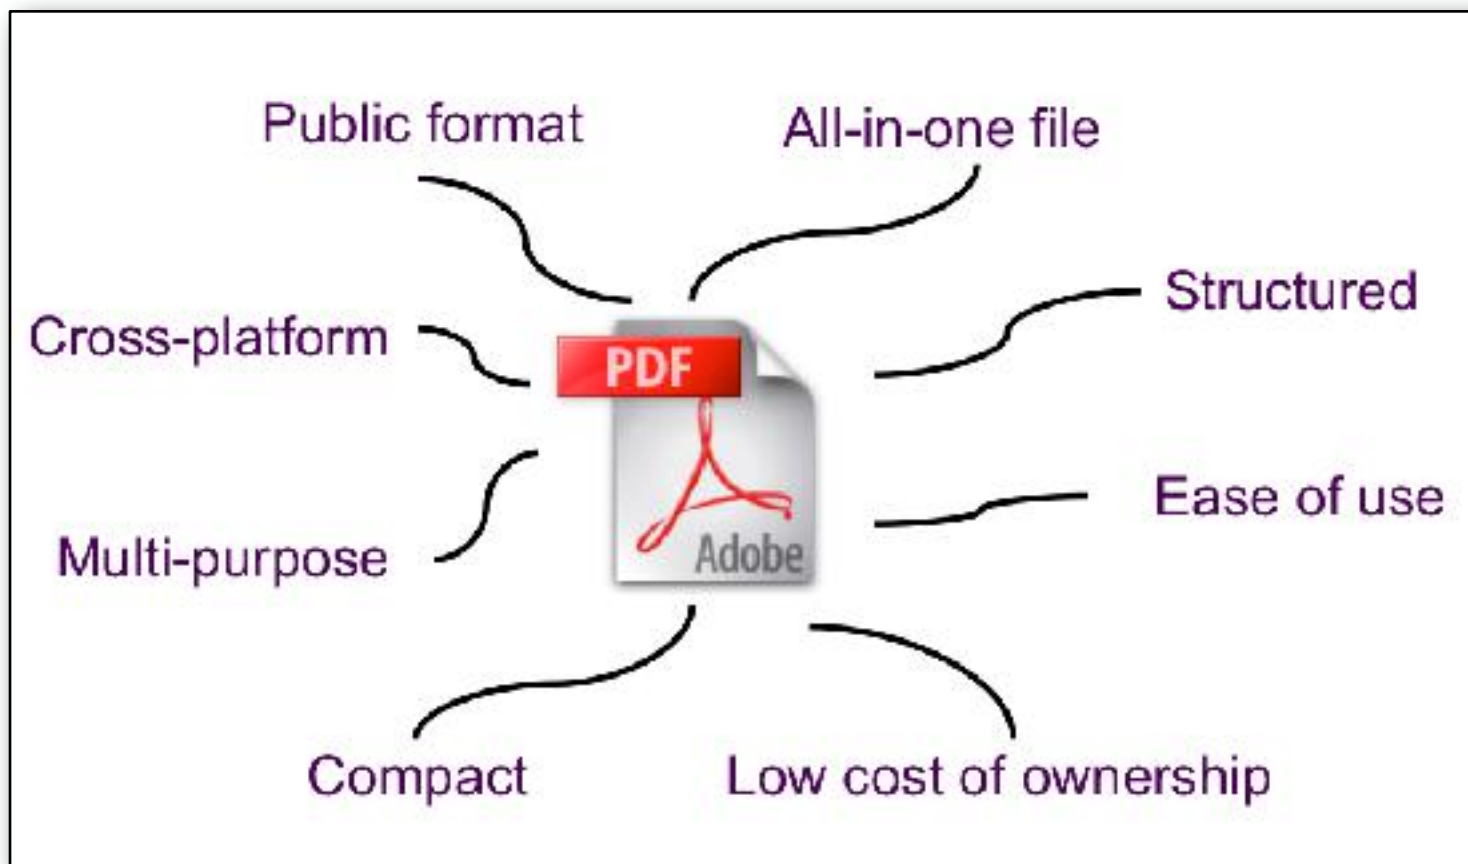 Public format
All-in-one file
Structured
Cross-platform
PDF
Ease of use
Multi-purpose
Adobe
Compact
Low cost of ownership